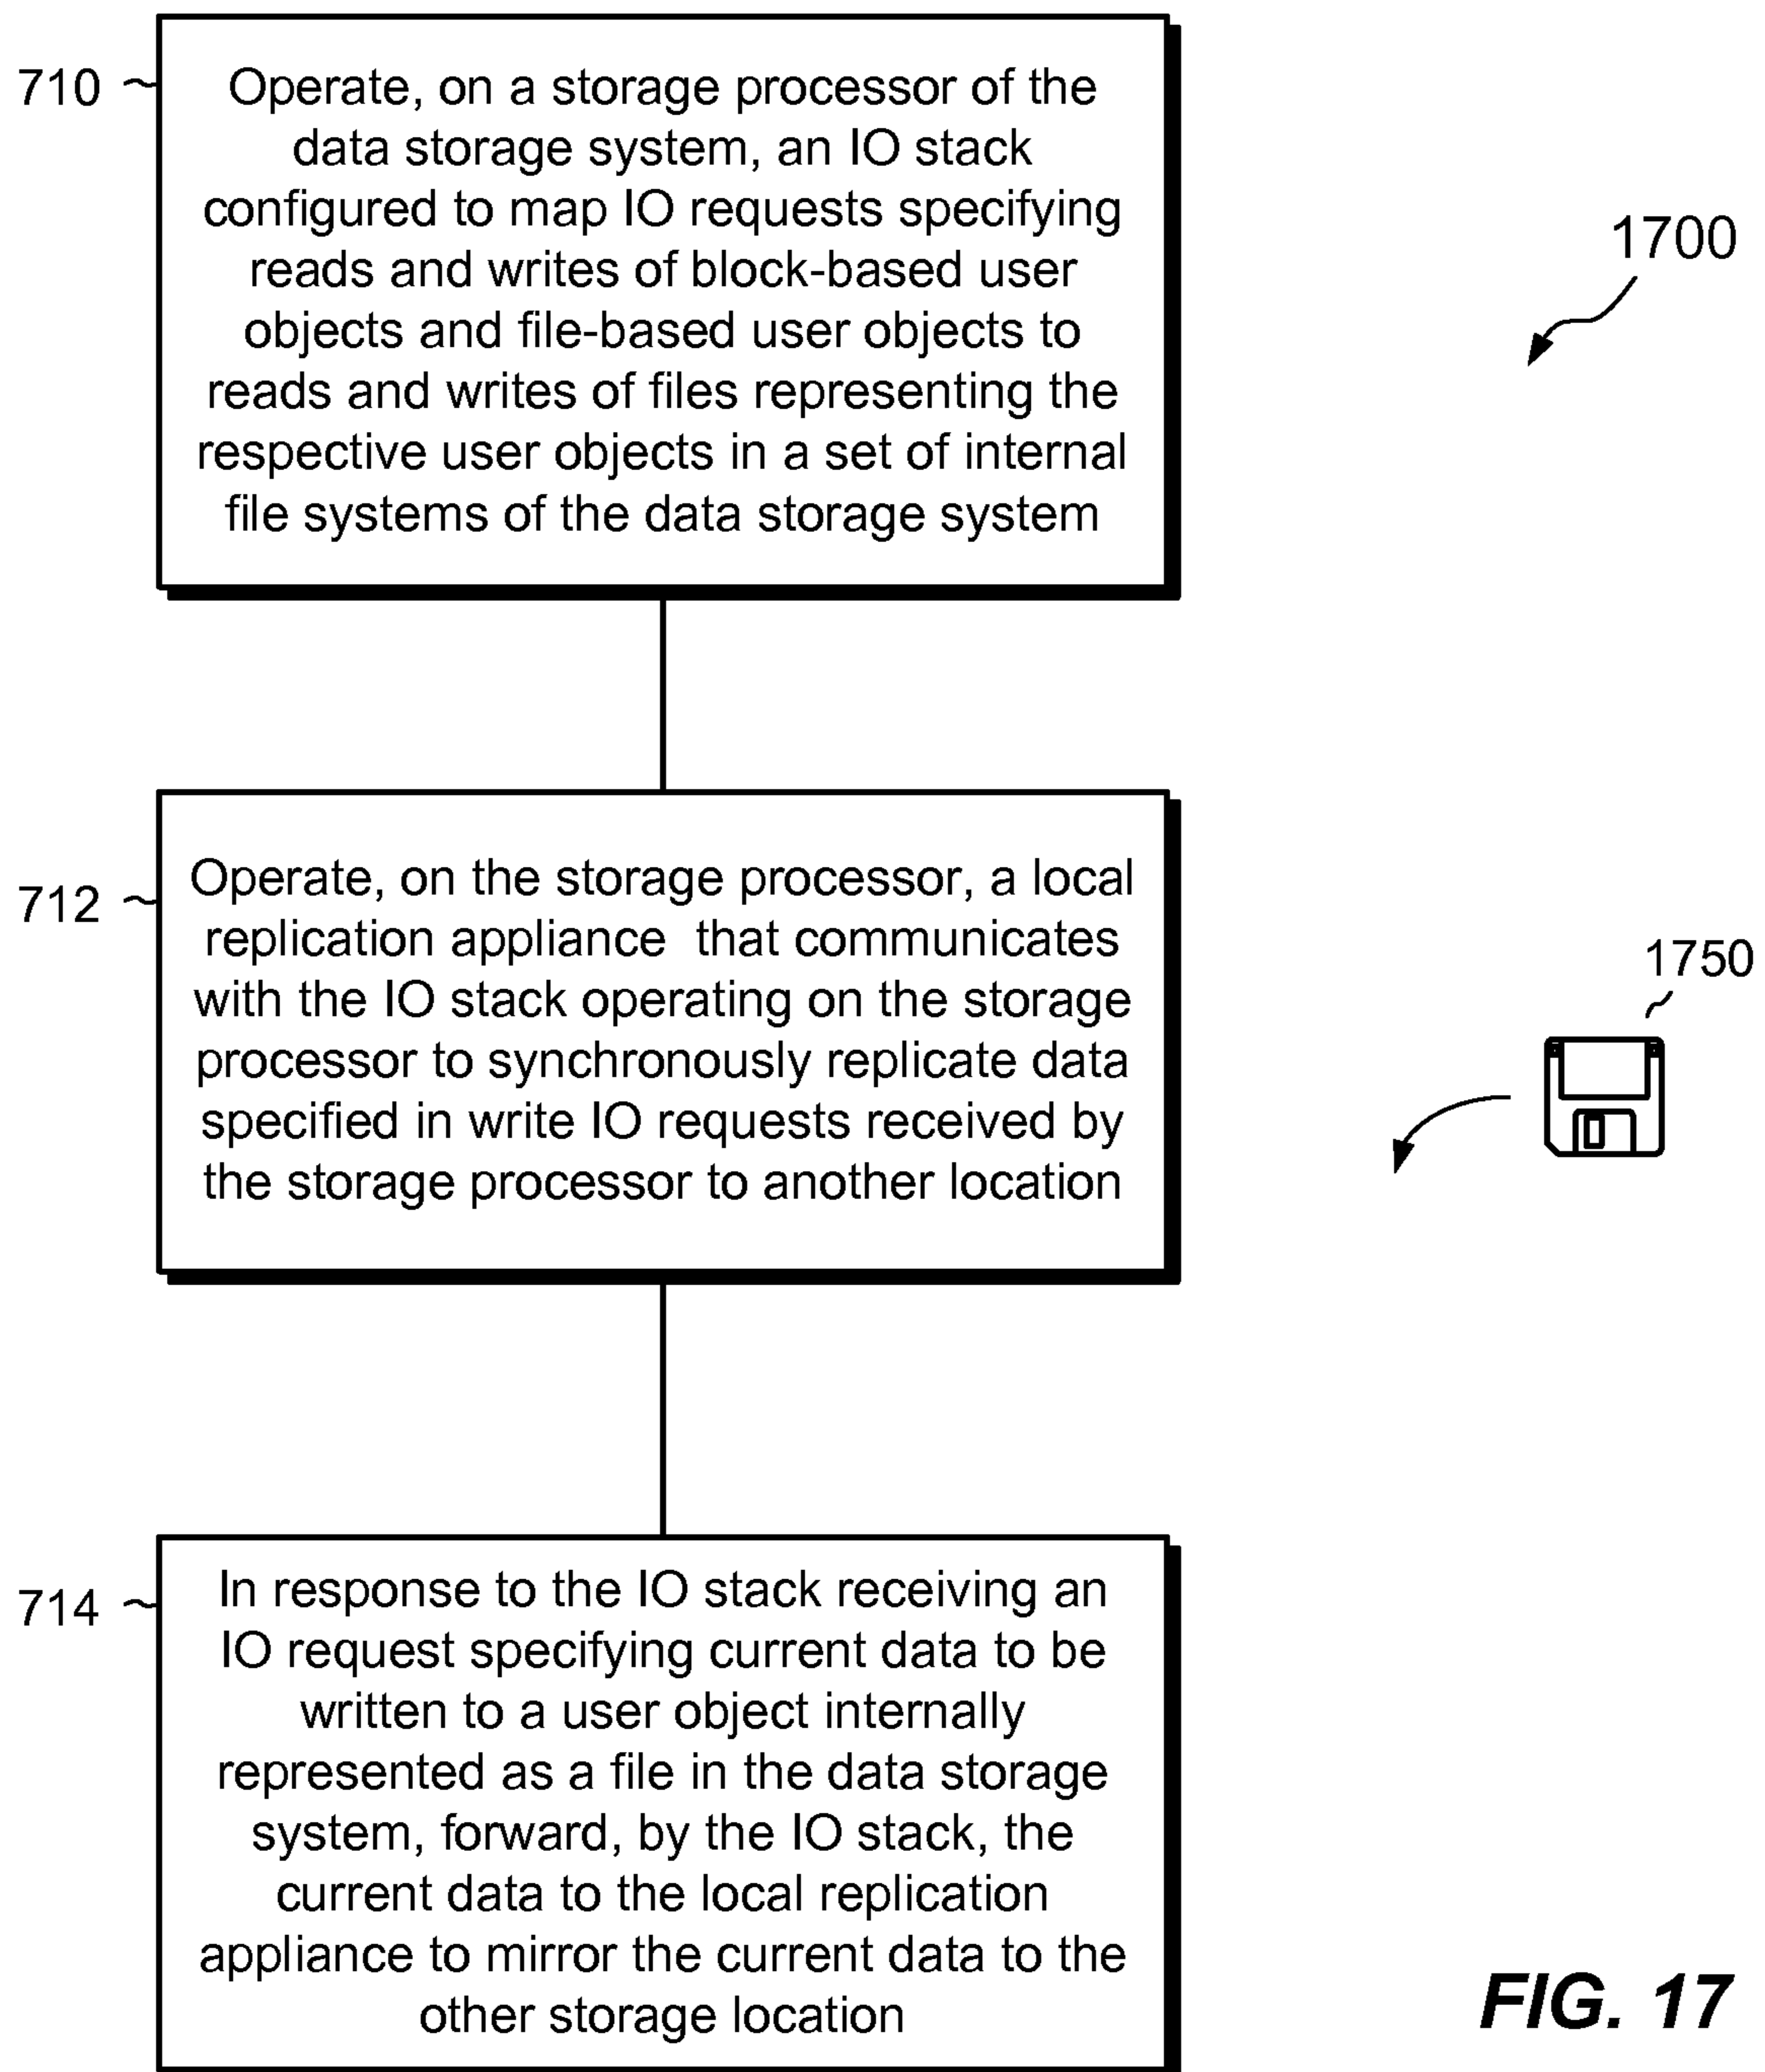 710
Operate, on a storage processor of the
data storage system, an IO stack
configured to map IO requests specifying
reads and writes of block-based user
objects and file-based user objects to
reads and writes of files representing the
respective user objects in a set of internal
file systems of the data storage system
1700
712
Operate, on the storage processor, a local
replication appliance that communicates
with the IO stack operating on the storage
processor to synchronously replicate data
specified in write IO requests received by
the storage processor to another location
1750
714
In response to the IO stack receiving an
IO request specifying current data to be
written to a user object internally
represented as a file in the data storage
system, forward, by the IO stack, the
current data to the local replication
appliance to mirror the current data to the
other storage location
FIG. 17